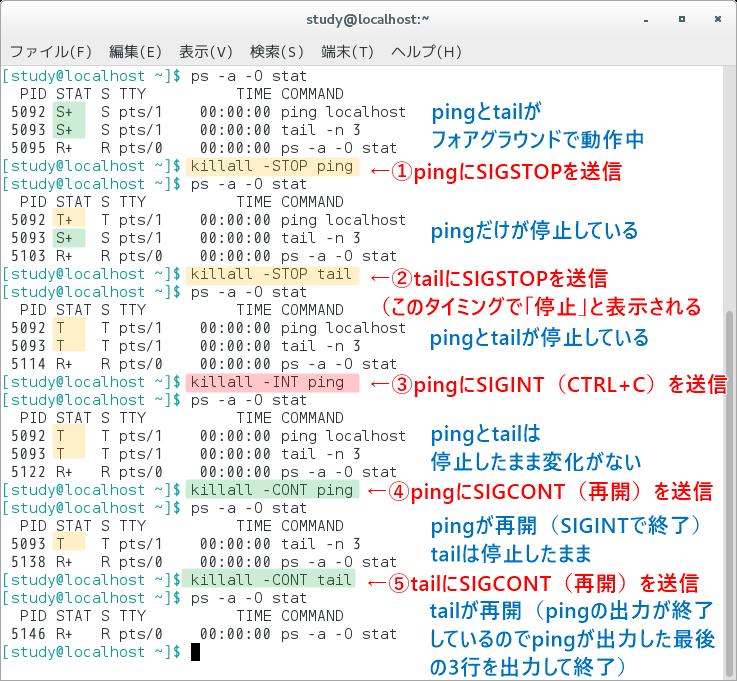 study@localhost:~
ファイル(F) 編集(E) 表示(V) 検索(S) 端末(T) ヘルプ(H)
[study@localhost ~]$ ps -a -O stat
PID STAT S TTY TIME COMMAND
5092 S+ S pts/1 00:00:00 ping localhost
5093 S+ S pts/1 00:00:00 tail -n 3
5095 R+ R pts/0 00:00:00 ps -a -O stat
pingとtailが
フォアグラウンドで動作中
[study@localhost ~]$ killall -STOP ping ←①pingにSIGSTOPを送信
[study@localhost ~]$ ps -a -O stat
PID STAT S TTY TIME COMMAND
5092 T+ T pts/1 00:00:00 ping localhost
5093 S+ S pts/1 00:00:00 tail -n 3
5103 R+ R pts/0 00:00:00 ps -a -O stat
pingだけが停止している
[study@localhost ~]$ killall -STOP tail ←②tailにSIGSTOPを送信
(このタイミングで「停止」と表示される
[study@localhost ~]$ ps -a -O stat
PID STAT S TTY TIME COMMAND
5092 T T pts/1 00:00:00 ping localhost
5093 T T pts/1 00:00:00 tail -n 3
5114 R+ R pts/0 00:00:00 ps -a -O stat
pingとtailが停止している
[study@localhost ~]$ killall -INT ping ←③pingにSIGINT（CTRL+C）を送信
[study@localhost ~]$ ps -a -O stat
PID STAT S TTY TIME COMMAND
5092 T T pts/1 00:00:00 ping localhost
5093 T T pts/1 00:00:00 tail -n 3
5122 R+ R pts/0 00:00:00 ps -a -O stat
pingとtailは
停止したまま変化がない
[study@localhost ~]$ killall -CONT ping ←④pingにSIGCONT（再開）を送信
[study@localhost ~]$ ps -a -O stat
PID STAT S TTY TIME COMMAND
5093 T T pts/1 00:00:00 tail -n 3
5138 R+ R pts/0 00:00:00 ps -a -O stat
pingが再開（SIGINTで終了）
tailは停止したまま
[study@localhost ~]$ killall -CONT tail ←⑤tailにSIGCONT（再開）を送信
[study@localhost ~]$ ps -a -O stat
PID STAT S TTY TIME COMMAND
5146 R+ R pts/0 00:00:00 ps -a -O stat
[study@localhost ~]$
tailが再開（pingの出力が終了
しているのでpingが出力した最後
の3行を出力して終了）